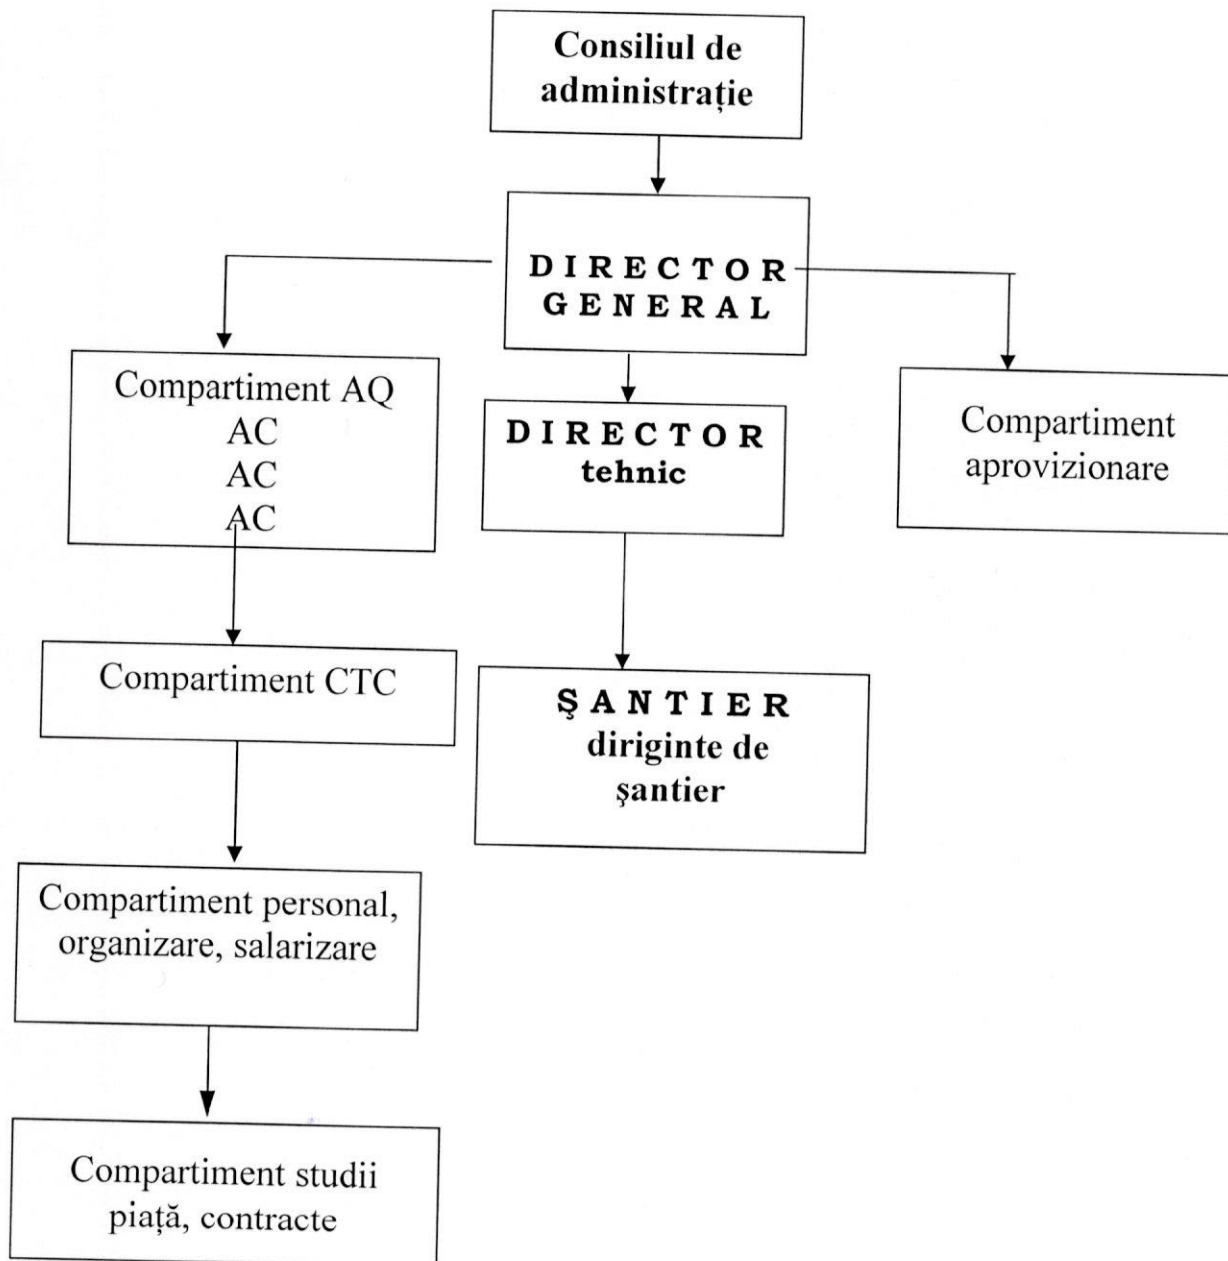 Consiliul de
administrație
D I R E C T O R
G E N E R A L
Compartiment AQ
AC
AC
AC
D I R E C T O R
tehnic
Compartiment
aprovizionare
Compartiment CTC
Ş A N T I E R
diriginte de
şantier
Compartiment personal,
organizare, salarizare
Compartiment studii
piață, contracte